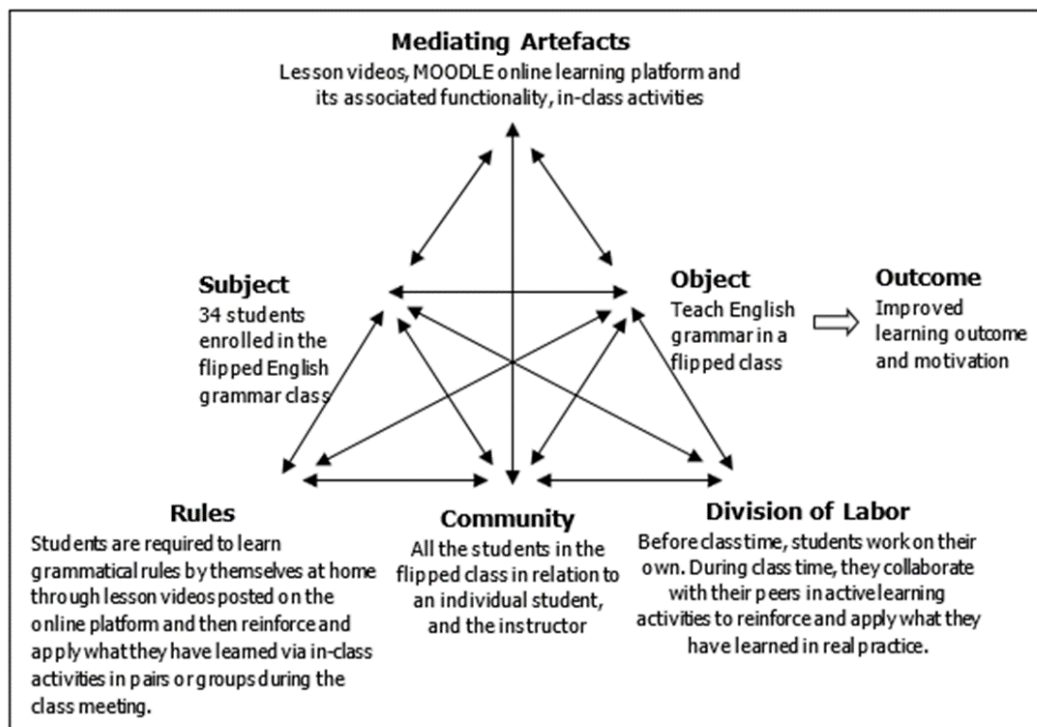 Mediating Artefacts
Lesson videos, MOODLE online learning platform and
its associated functionality, in-class activities
Subject
34 students
enrolled in the
flipped English
grammar class
Object
Teach English
grammar in a
flipped class
Outcome
Improved
learning outcome
and motivation
Rules
Students are required to learn
grammatical rules by themselves at home
through lesson videos posted on the
online platform and then reinforce and
apply what they have learned via in-class
activities in pairs or groups during the
class meeting.
Community
All the students in the
flipped class in relation to
an individual student,
and the instructor
Division of Labor
Before class time, students work on their
own. During class time, they collaborate
with their peers in active learning
activities to reinforce and apply what they
have learned in real practice.